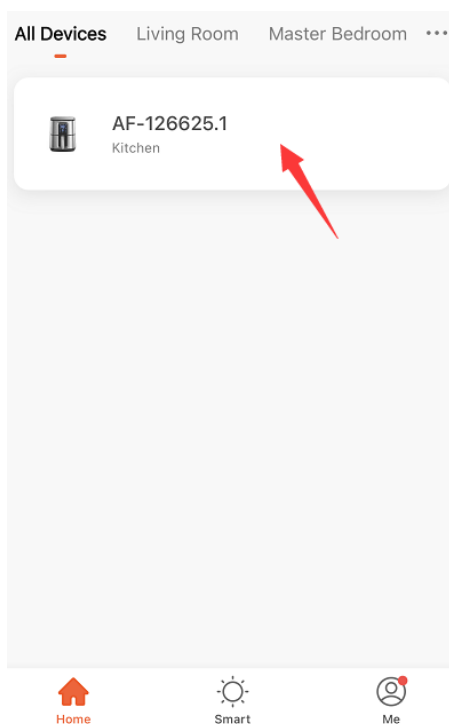 All Devices Living Room Master Bedroom ...
AF-126625.1
Kitchen
Home Smart Me